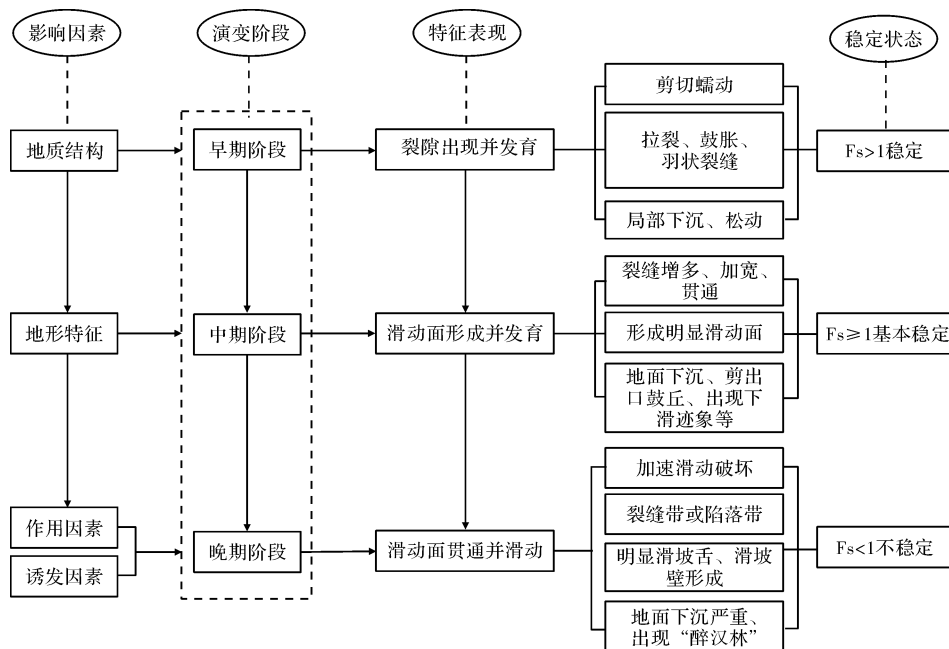 影响因素
演变阶段
特征表现
稳定状态
地质结构
早期阶段
裂隙出现并发育
剪切蠕动
拉裂、鼓胀、
羽状裂缝
局部下沉、松动
Fs>1稳定
地形特征
中期阶段
滑动面形成并发育
裂缝增多、加宽、
贯通
形成明显滑动面
地面下沉、剪出
口鼓丘、出现下
滑迹象等
Fs≥1基本稳定
作用因素
诱发因素
晚期阶段
滑动面贯通并滑动
加速滑动破坏
裂缝带或陷落带
明显滑坡舌、滑坡
壁形成
地面下沉严重、
出现“醉汉林”
Fs<1不稳定